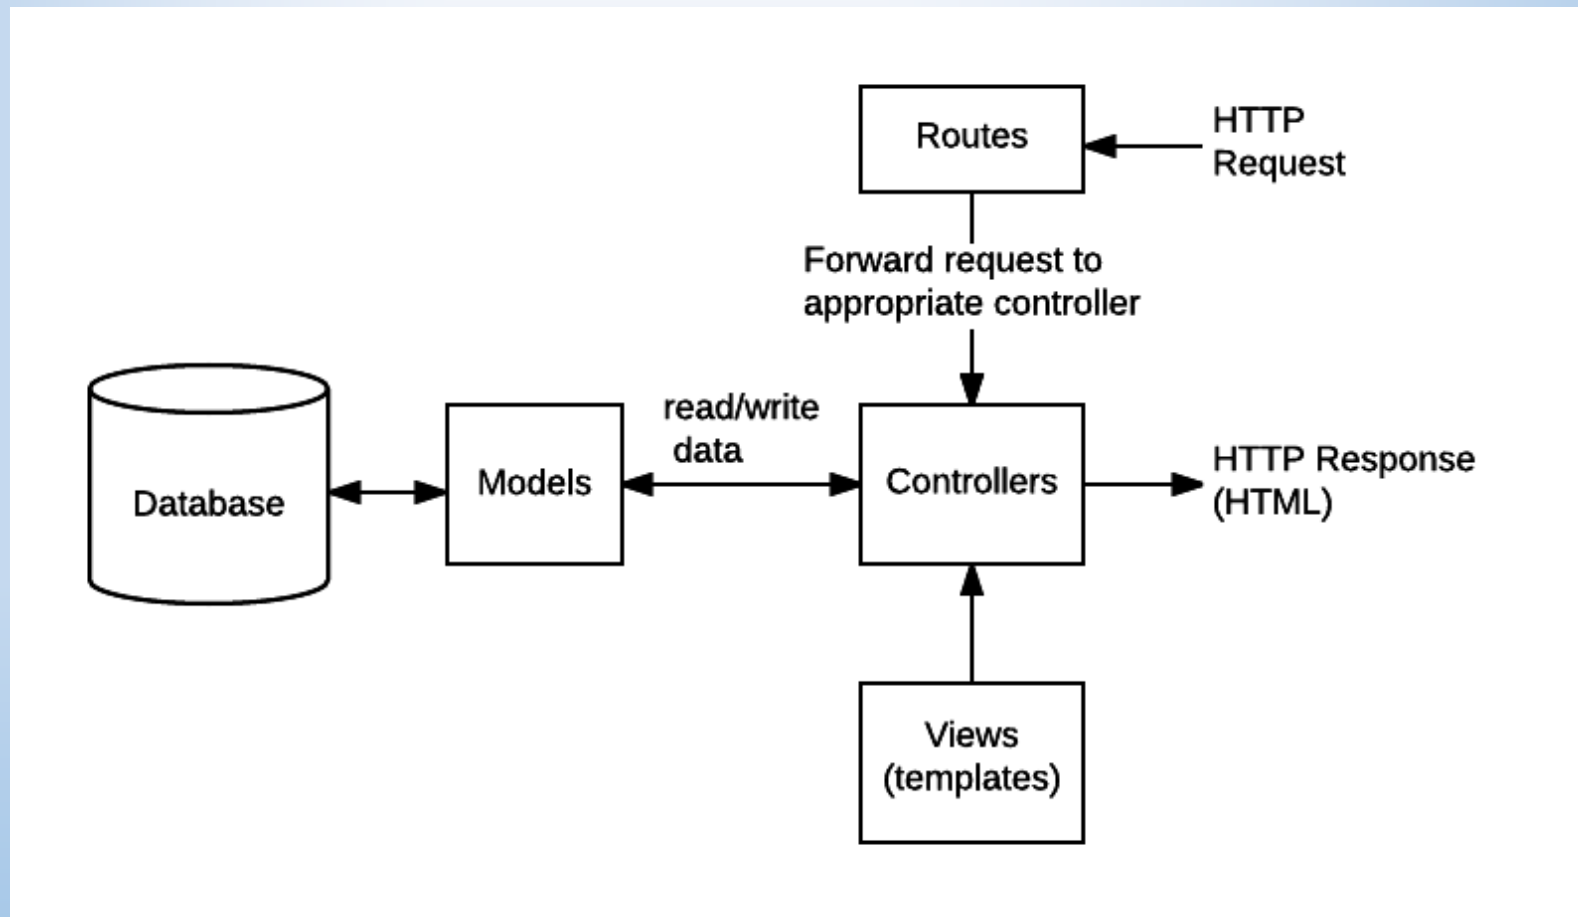 Routes
HTTP
Request
Forward request to
appropriate controller
read/write
data
Database
Models
Controllers
HTTP Response
(HTML)
Views
(templates)